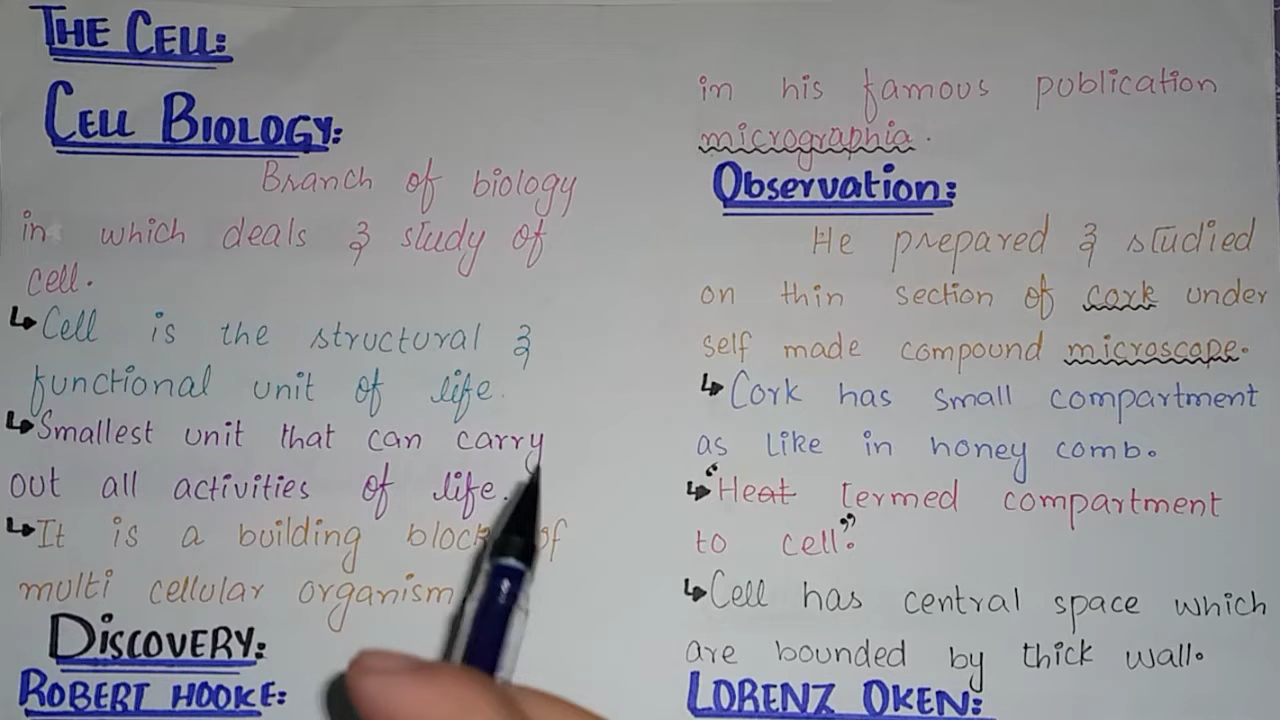 THE CELL:
CELL BIOLOGY:
Branch of biology
in which deals & study of
cell.
↳Cell is the structural &
functional unit of life.
↳Smallest unit that can carry
out all activities of life.
↳It is a building block of
multi cellular organism
DISCOVERY:
ROBERT HOOKE:
in his famous publication
micrographia.
Observation:
He prepared & studied
on thin section of cork under
self made compound microscope.
↳Cork has small compartment
as like in honey comb.
↳"Heat termed compartment
to cell".
↳Cell has central space which
are bounded by thick wall.
LORENZ OKEN: